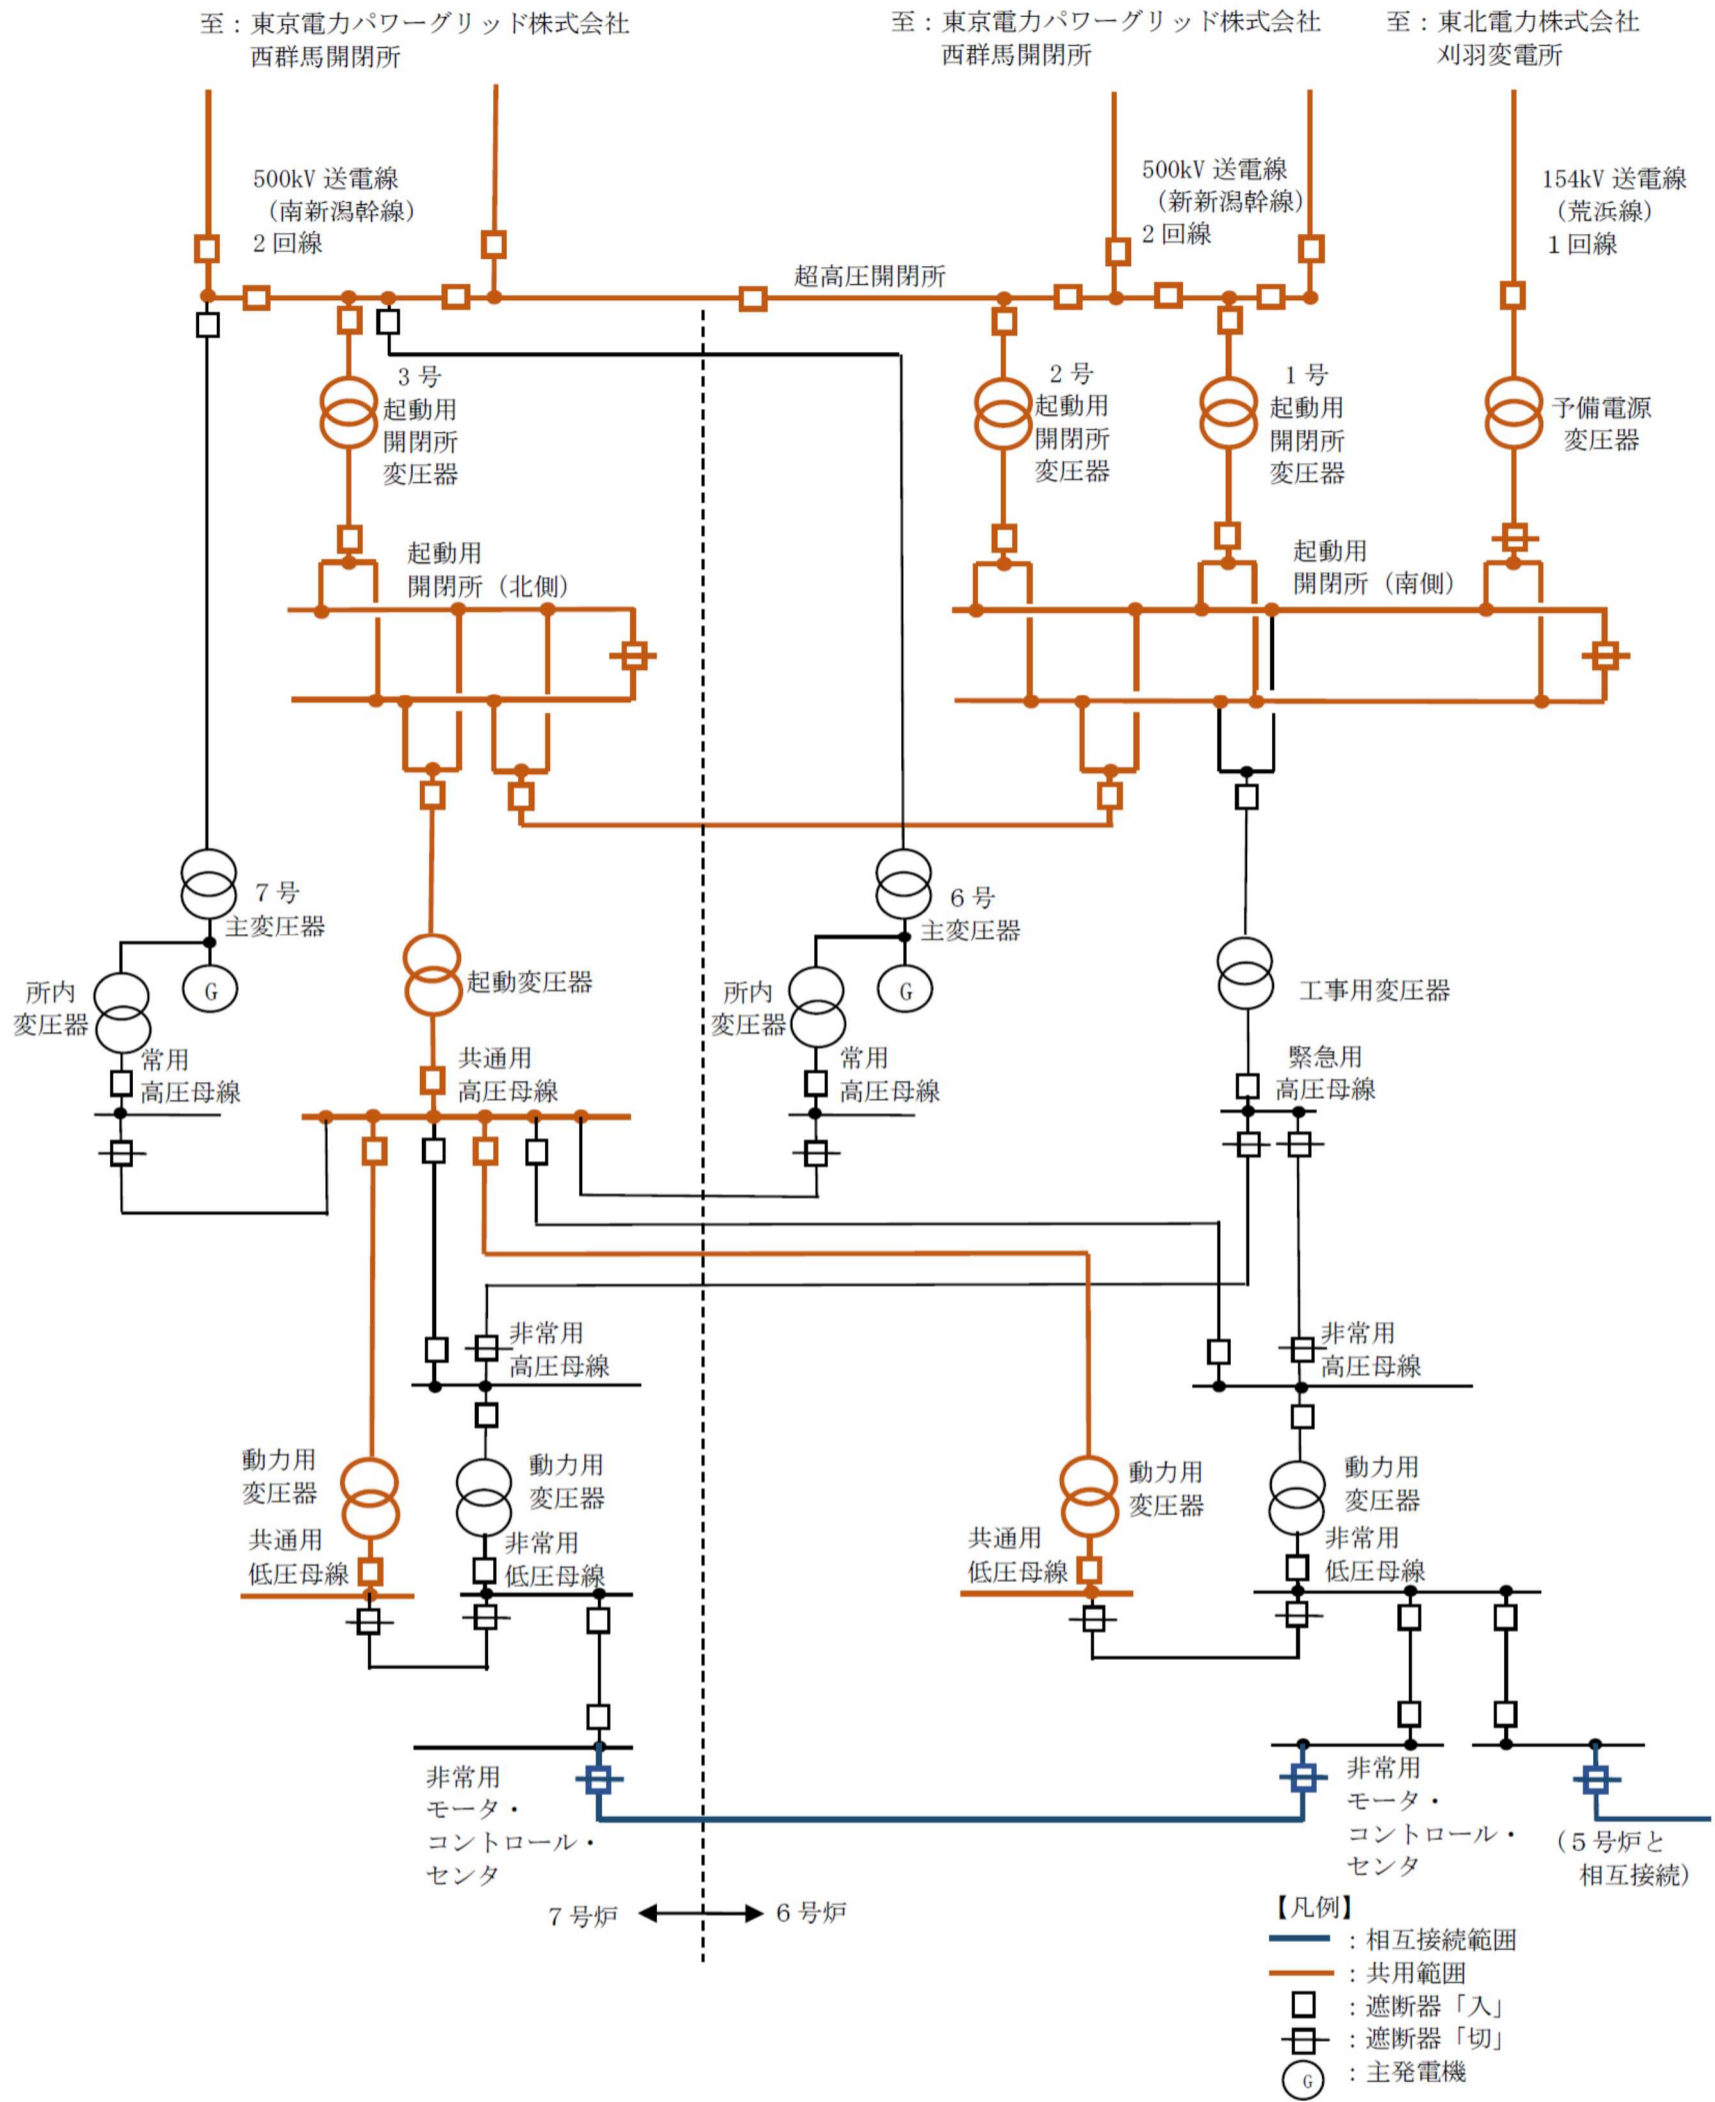 至：東京電力パワーグリッド株式会社
西群馬開閉所
至：東京電力パワーグリッド株式会社
西群馬開閉所
至：東北電力株式会社
刈羽変電所
500kV 送電線
（南新潟幹線）
2 回線
500kV 送電線
（新新潟幹線）
2 回線
154kV 送電線
（荒浜線）
1 回線
超高圧開閉所
3 号
起動用
開閉所
変圧器
2 号
起動用
開閉所
変圧器
1 号
起動用
開閉所
変圧器
予備電源
変圧器
起動用
開閉所（北側）
起動用
開閉所（南側）
7 号
主変圧器
G
所内
変圧器
常用
高圧母線
起動変圧器
共通用
高圧母線
6 号
主変圧器
G
所内
変圧器
常用
高圧母線
工事用変圧器
緊急用
高圧母線
非常用
高圧母線
非常用
高圧母線
動力用
変圧器
共通用
低圧母線
動力用
変圧器
非常用
低圧母線
動力用
変圧器
共通用
低圧母線
動力用
変圧器
非常用
低圧母線
非常用
モータ・
コントロール・
センタ
非常用
モータ・
コントロール・
センタ
（5 号炉と
相互接続）
7 号炉
6 号炉
【凡例】
：相互接続範囲
：共用範囲
：遮断器「入」
：遮断器「切」
G
：主発電機